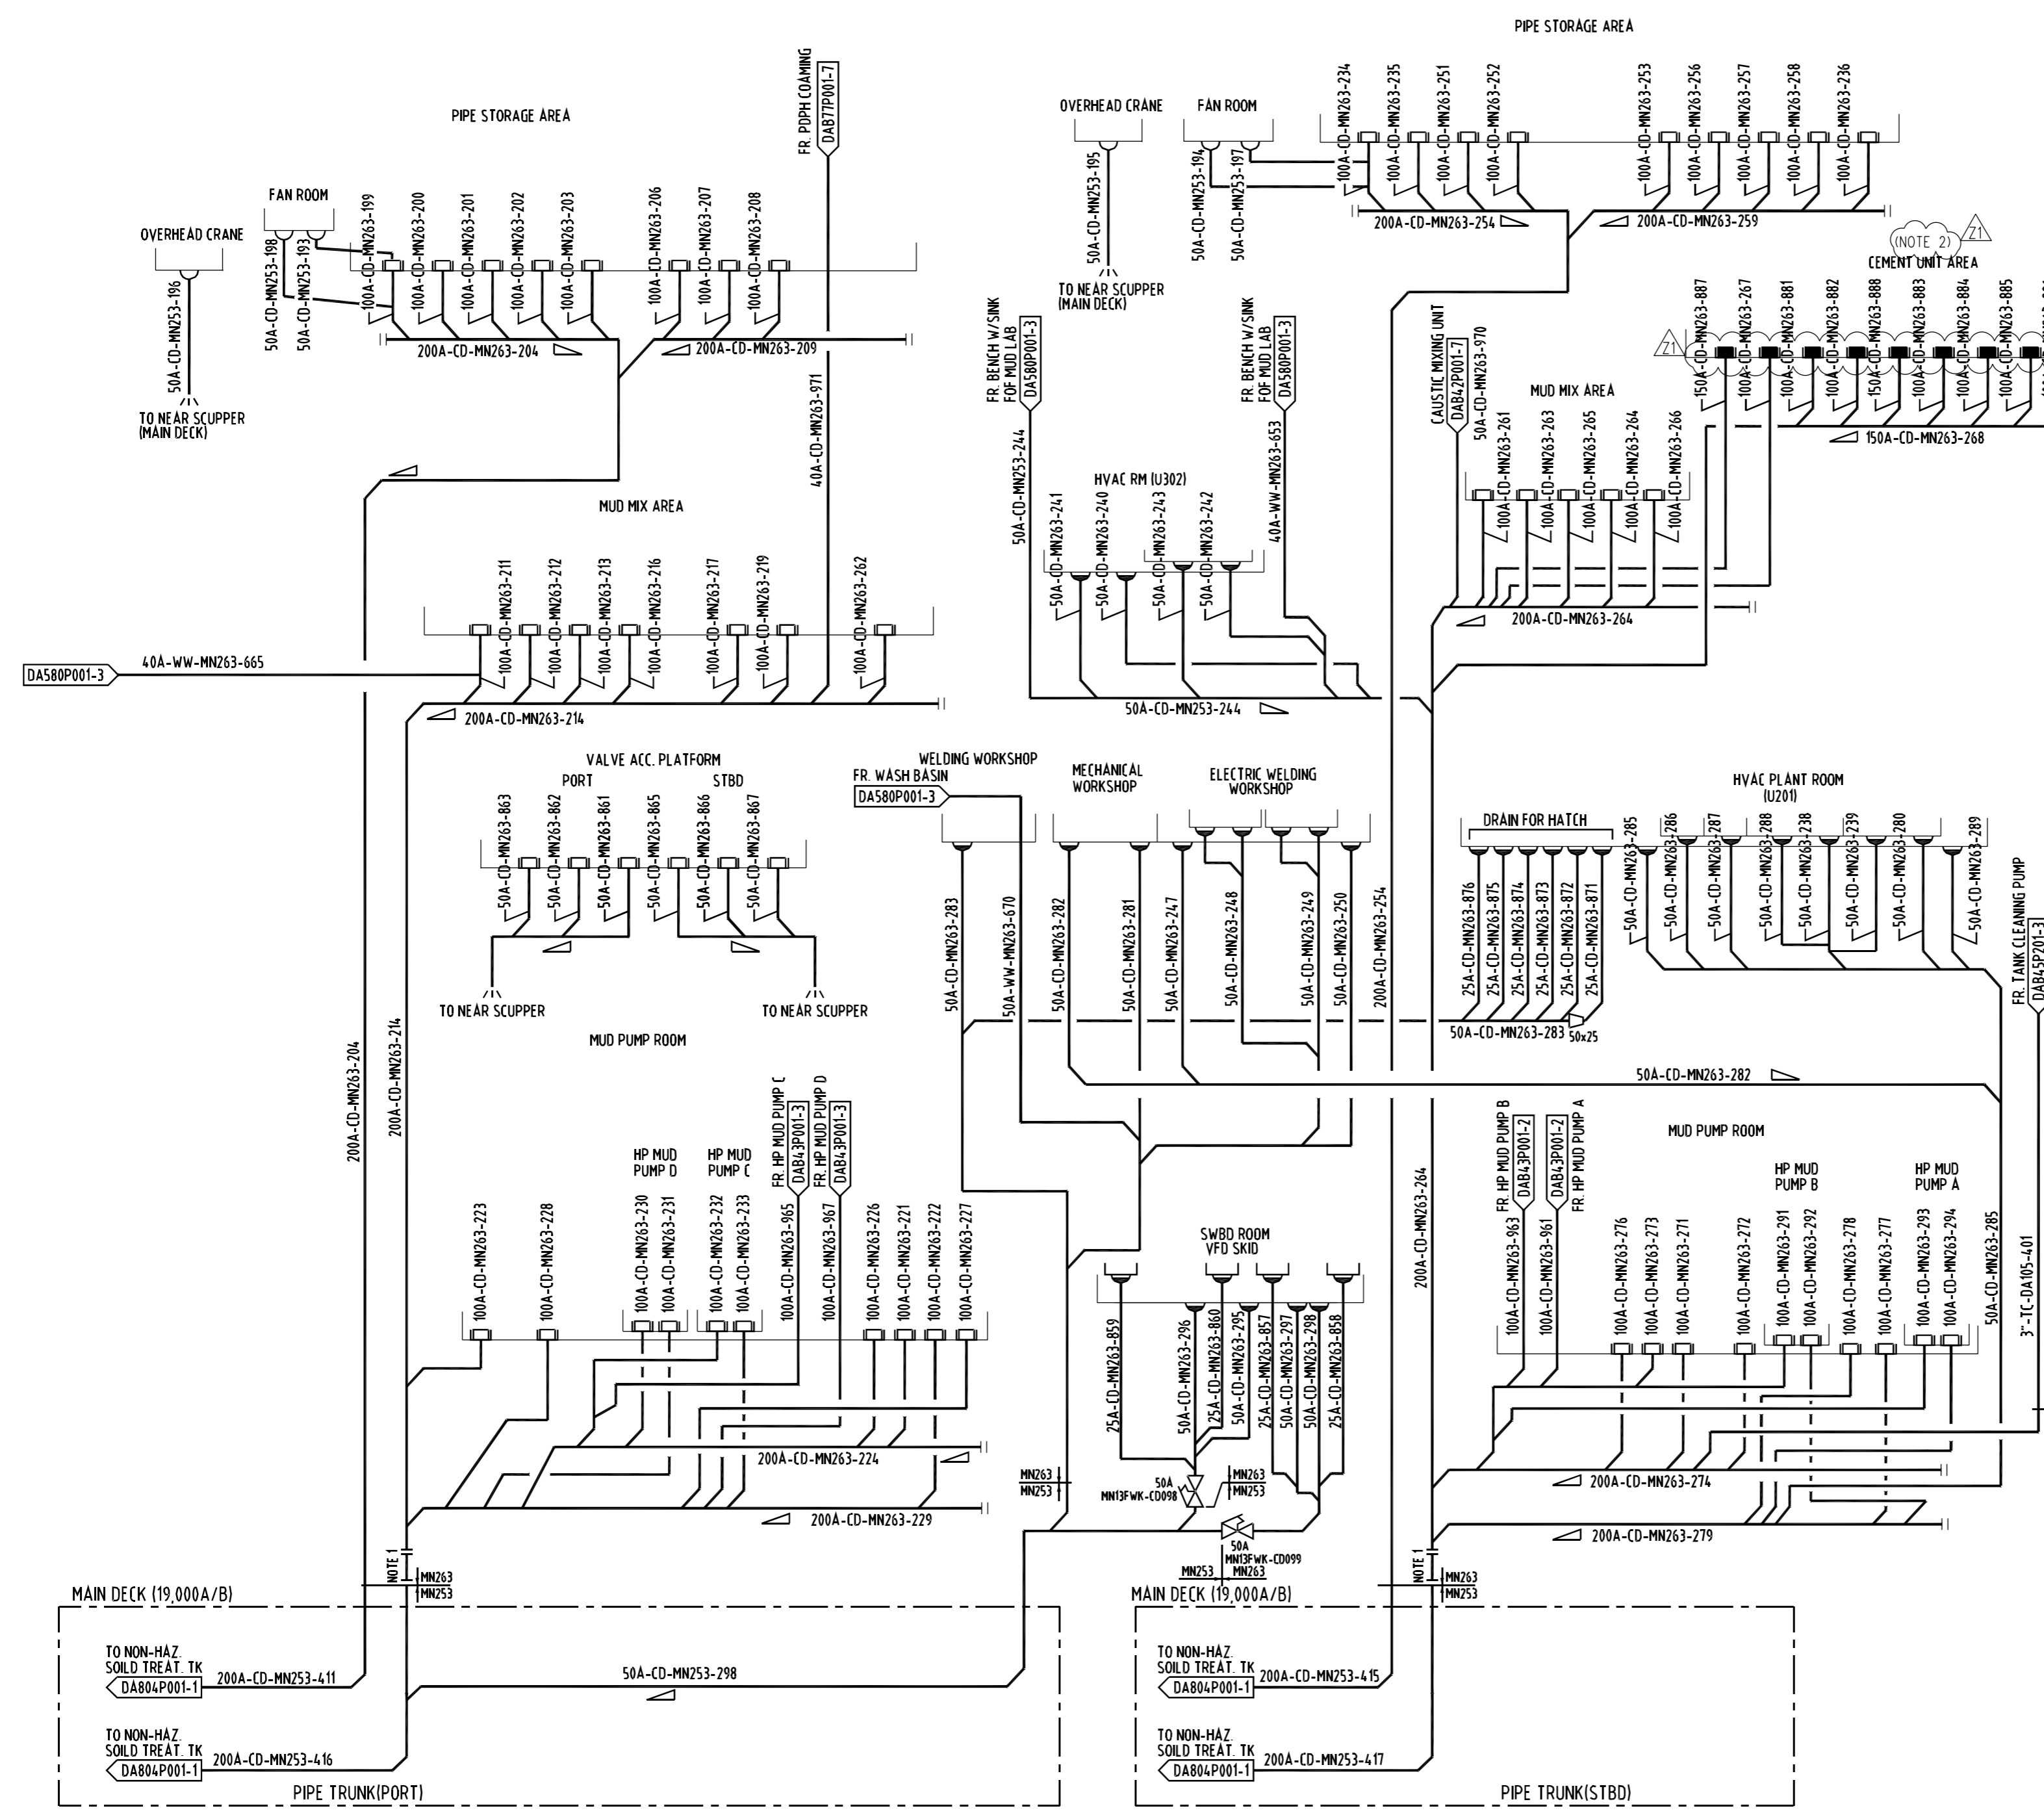 PIPE STORAGE AREA
FAN ROOM
OVERHEAD CRANE
50A-CD-MN253-196
TO NEAR SCUPPER
(MAIN DECK)
50A-CD-MN253-198
50A-CD-MN253-193
100A-CD-MN263-199
100A-CD-MN263-200
100A-CD-MN263-201
100A-CD-MN263-202
100A-CD-MN263-203
100A-CD-MN263-206
100A-CD-MN263-207
100A-CD-MN263-208
200A-CD-MN263-204
200A-CD-MN263-209
FR. PDPH COAMING
DAB77P001-7
40A-CD-MN263-971
MUD MIX AREA
100A-CD-MN263-211
100A-CD-MN263-212
100A-CD-MN263-213
100A-CD-MN263-216
100A-CD-MN263-217
100A-CD-MN263-219
100A-CD-MN263-262
DA580P001-3
40A-WW-MN263-665
200A-CD-MN263-214
VALVE ACC. PLATFORM
PORT
STBD
50A-CD-MN263-863
50A-CD-MN263-862
50A-CD-MN263-861
50A-CD-MN263-865
50A-CD-MN263-866
50A-CD-MN263-867
TO NEAR SCUPPER
TO NEAR SCUPPER
200A-CD-MN263-204
200A-CD-MN263-214
MUD PUMP ROOM
HP MUD
PUMP D
HP MUD
PUMP C
FR. HP MUD PUMP C
DAB43P001-3
FR. HP MUD PUMP D
DAB43P001-3
100A-CD-MN263-223
100A-CD-MN263-228
100A-CD-MN263-230
100A-CD-MN263-231
100A-CD-MN263-232
100A-CD-MN263-233
100A-CD-MN263-965
100A-CD-MN263-967
100A-CD-MN263-226
100A-CD-MN263-221
100A-CD-MN263-222
100A-CD-MN263-227
200A-CD-MN263-224
200A-CD-MN263-229
NOTE 1
MN263
MN253
MAIN DECK (19,000A/B)
TO NON-HAZ.
SOILD TREAT. TK
DA804P001-1
200A-CD-MN253-411
50A-CD-MN253-298
TO NON-HAZ.
SOILD TREAT. TK
DA804P001-1
200A-CD-MN253-416
PIPE TRUNK(PORT)
PIPE STORAGE AREA
OVERHEAD CRANE
FAN ROOM
50A-CD-MN253-195
50A-CD-MN253-194
50A-CD-MN253-197
TO NEAR SCUPPER
(MAIN DECK)
100A-CD-MN263-234
100A-CD-MN263-235
100A-CD-MN263-251
100A-CD-MN263-252
100A-CD-MN263-253
100A-CD-MN263-256
100A-CD-MN263-257
100A-CD-MN263-258
100A-CD-MN263-236
200A-CD-MN263-254
200A-CD-MN263-259
(NOTE 2)
Z1
CEMENT UNIT AREA
Z1
150A-CD-MN263-887
100A-CD-MN263-267
100A-CD-MN263-881
100A-CD-MN263-882
150A-CD-MN263-888
100A-CD-MN263-883
100A-CD-MN263-884
100A-CD-MN263-885
150A-CD-MN263-268
FR. BENCH W/SINK
FOF MUD LAB
DA580P001-3
50A-CD-MN253-244
FR. BENCH W/SINK
FOF MUD LAB
DA580P001-3
40A-WW-MN263-653
HVAC RM (U302)
50A-CD-MN263-241
50A-CD-MN263-240
50A-CD-MN263-243
50A-CD-MN263-242
50A-CD-MN253-244
CAUSTIC MIXING UNIT
DAB42P001-7
50A-CD-MN263-970
MUD MIX AREA
100A-CD-MN263-261
100A-CD-MN263-263
100A-CD-MN263-265
100A-CD-MN263-264
100A-CD-MN263-266
200A-CD-MN263-264
WELDING WORKSHOP
FR. WASH BASIN
DA580P001-3
MECHANICAL
WORKSHOP
ELECTRIC WELDING
WORKSHOP
50A-CD-MN263-283
50A-WW-MN263-670
50A-CD-MN263-282
50A-CD-MN263-281
50A-CD-MN263-247
50A-CD-MN263-248
50A-CD-MN263-249
50A-CD-MN263-250
200A-CD-MN263-254
DRAIN FOR HATCH
25A-CD-MN263-876
25A-CD-MN263-875
25A-CD-MN263-874
25A-CD-MN263-873
25A-CD-MN263-872
25A-CD-MN263-871
50A-CD-MN263-283
50x25
HVAC PLANT ROOM
(U201)
50A-CD-MN263-285
50A-CD-MN263-286
50A-CD-MN263-287
50A-CD-MN263-288
50A-CD-MN263-238
50A-CD-MN263-239
50A-CD-MN263-280
50A-CD-MN263-289
FR. TANK CLEANING PUMP
DAB45P201-3
50A-CD-MN263-282
SWBD ROOM
VFD SKID
25A-CD-MN263-859
50A-CD-MN263-296
25A-CD-MN263-860
50A-CD-MN263-295
25A-CD-MN263-857
50A-CD-MN263-297
50A-CD-MN263-298
25A-CD-MN263-858
MN263
MN253
50A
MN13FWK-CD098
MN263
MN253
50A
MN13FWK-CD099
MN253
MN263
200A-CD-MN263-264
FR. HP MUD PUMP B
DAB43P001-2
DAB43P001-2
FR. HP MUD PUMP A
MUD PUMP ROOM
HP MUD
PUMP B
HP MUD
PUMP A
100A-CD-MN263-963
100A-CD-MN263-961
100A-CD-MN263-276
100A-CD-MN263-273
100A-CD-MN263-271
100A-CD-MN263-272
100A-CD-MN263-291
100A-CD-MN263-292
100A-CD-MN263-278
100A-CD-MN263-277
100A-CD-MN263-293
100A-CD-MN263-294
50A-CD-MN263-285
3"-TC-DA105-401
200A-CD-MN263-274
200A-CD-MN263-279
NOTE 1
MN263
MN253
MAIN DECK (19,000A/B)
TO NON-HAZ.
SOILD TREAT. TK
DA804P001-1
200A-CD-MN253-415
TO NON-HAZ.
SOILD TREAT. TK
DA804P001-1
200A-CD-MN253-417
PIPE TRUNK(STBD)